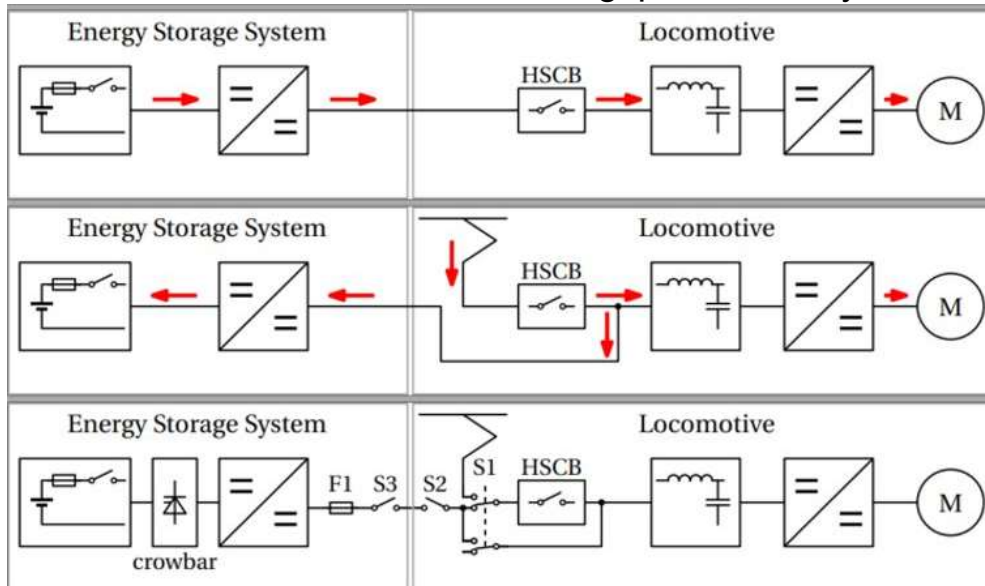 Energy Storage System
Locomotive
HSCB
M
Energy Storage System
Locomotive
HSCB
M
Energy Storage System
Locomotive
F1 S3 S2 S1 HSCB
M
crowbar